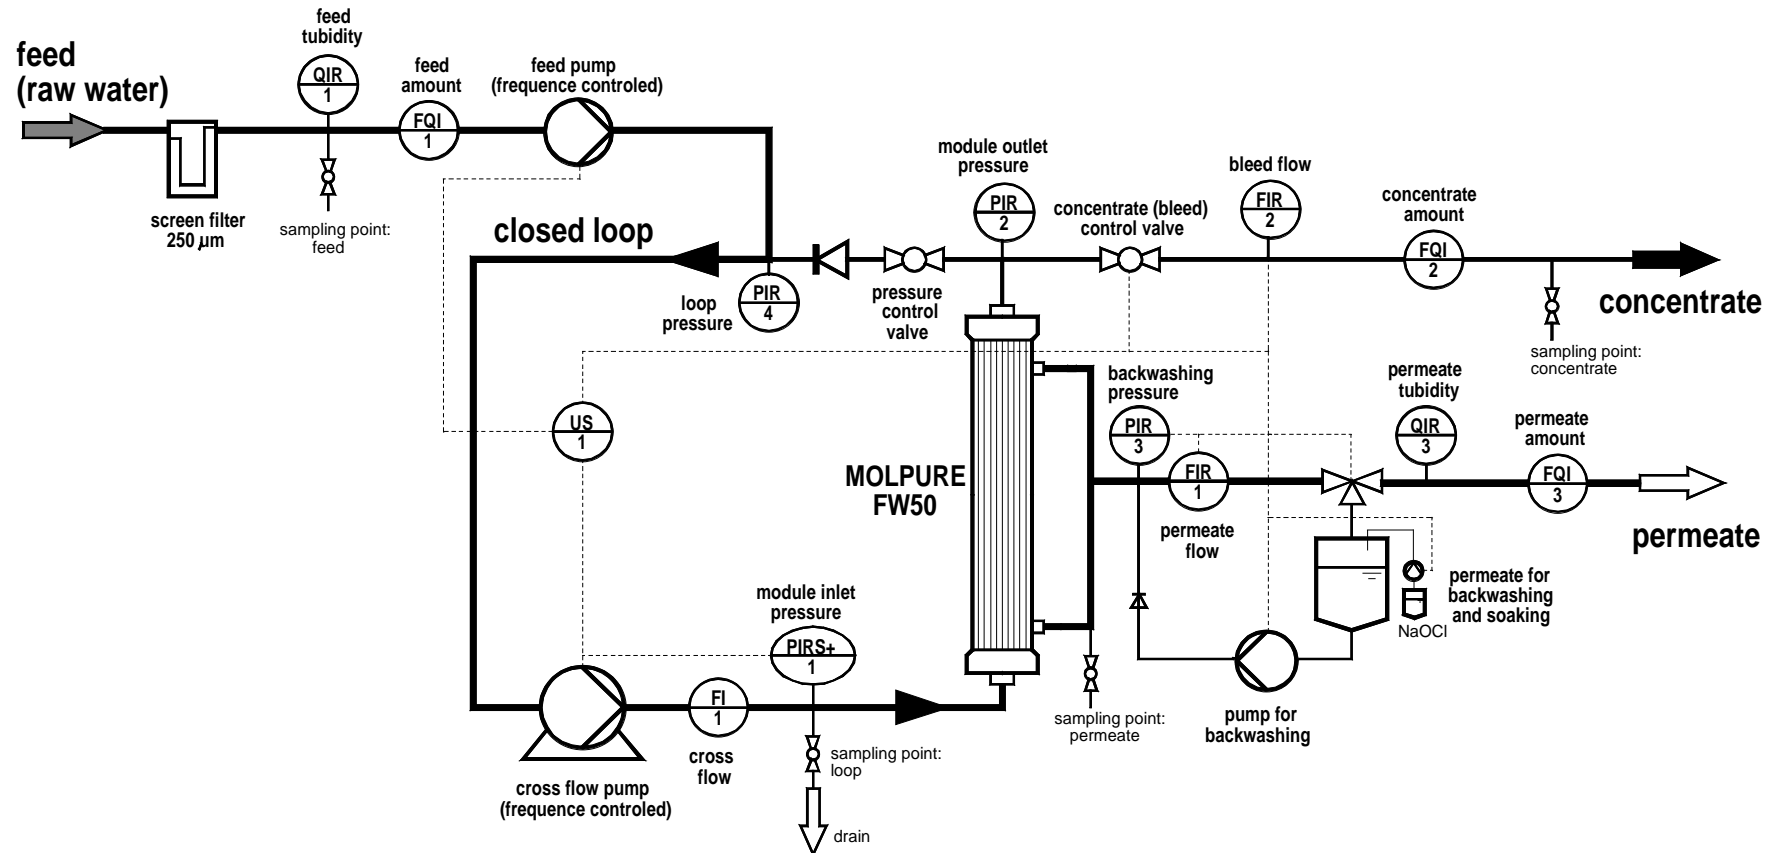 feed
tubidity
feed
(raw water)
QIR
1
feed
amount
FQI
1
feed pump
(frequence controled)
screen filter
250 µm
sampling point:
feed
closed loop
PIR
4
loop
pressure
pressure
control
valve
module outlet
pressure
PIR
2
concentrate (bleed)
control valve
bleed flow
FIR
2
concentrate
amount
FQI
2
concentrate
sampling point:
concentrate
US
1
MOLPURE
FW50
backwashing
pressure
PIR
3
FIR
1
permeate
flow
permeate
tubidity
QIR
3
permeate
amount
FQI
3
permeate
permeate for
backwashing
and soaking
NaOCl
module inlet
pressure
PIRS+
1
FI
1
cross
flow
cross flow pump
(frequence controled)
sampling point:
loop
drain
sampling point:
permeate
pump for
backwashing